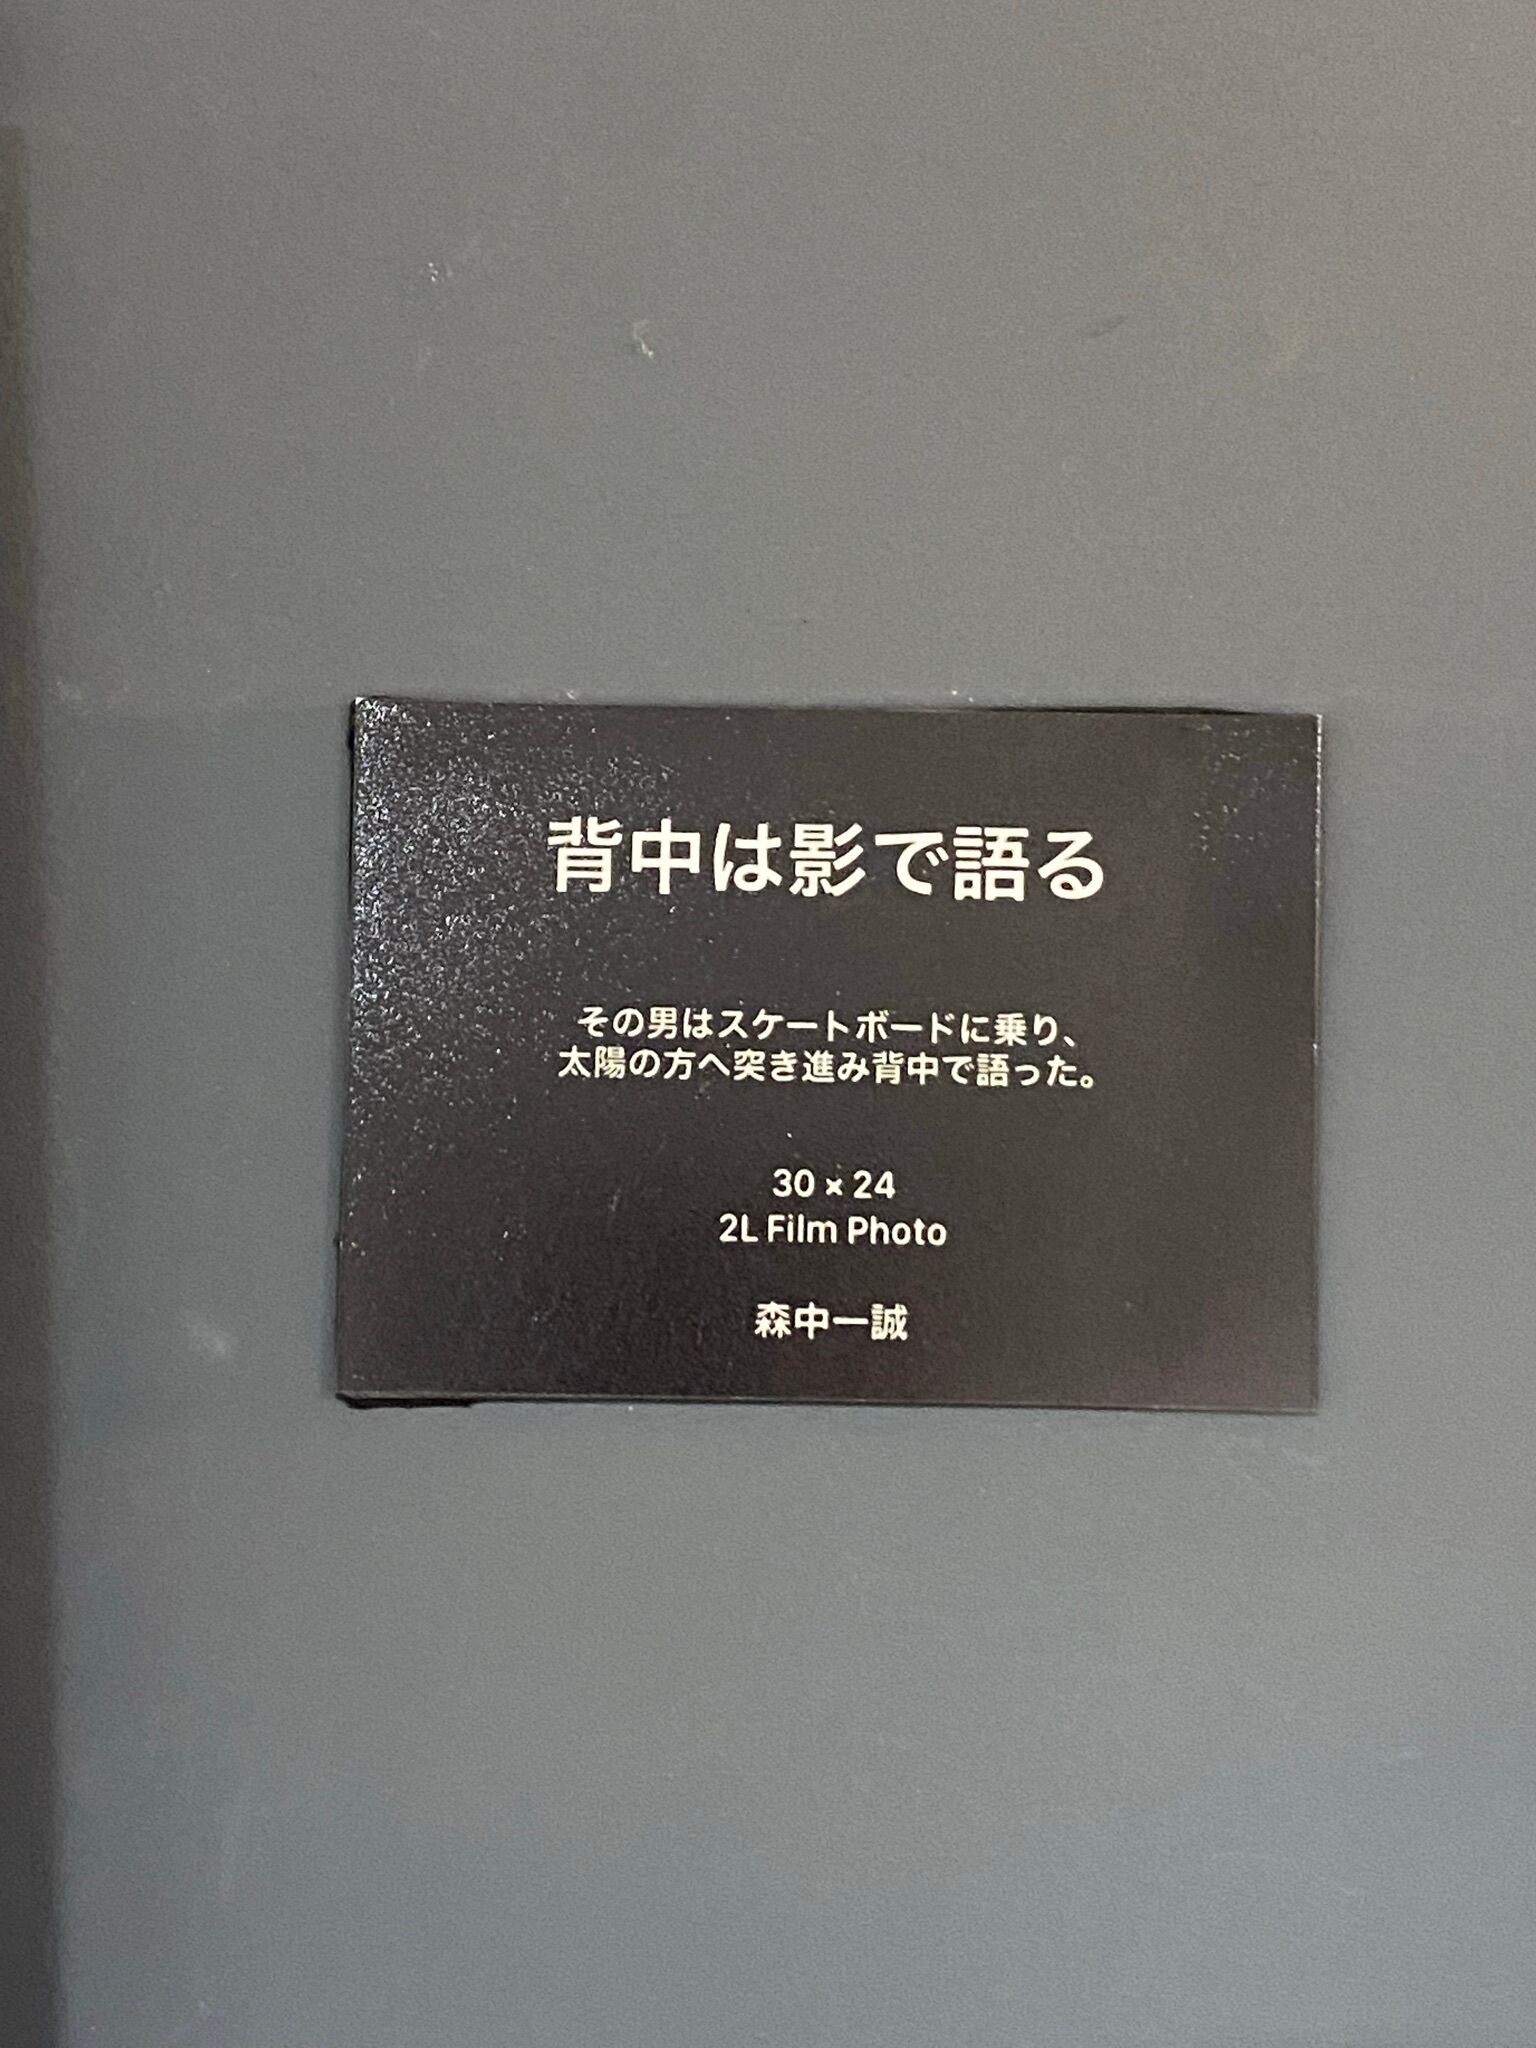 背中は影で語る
その男はスケートボードに乗り、
太陽の方へ突き進み背中で語った。
30 × 24
2L Film Photo
森中一誠